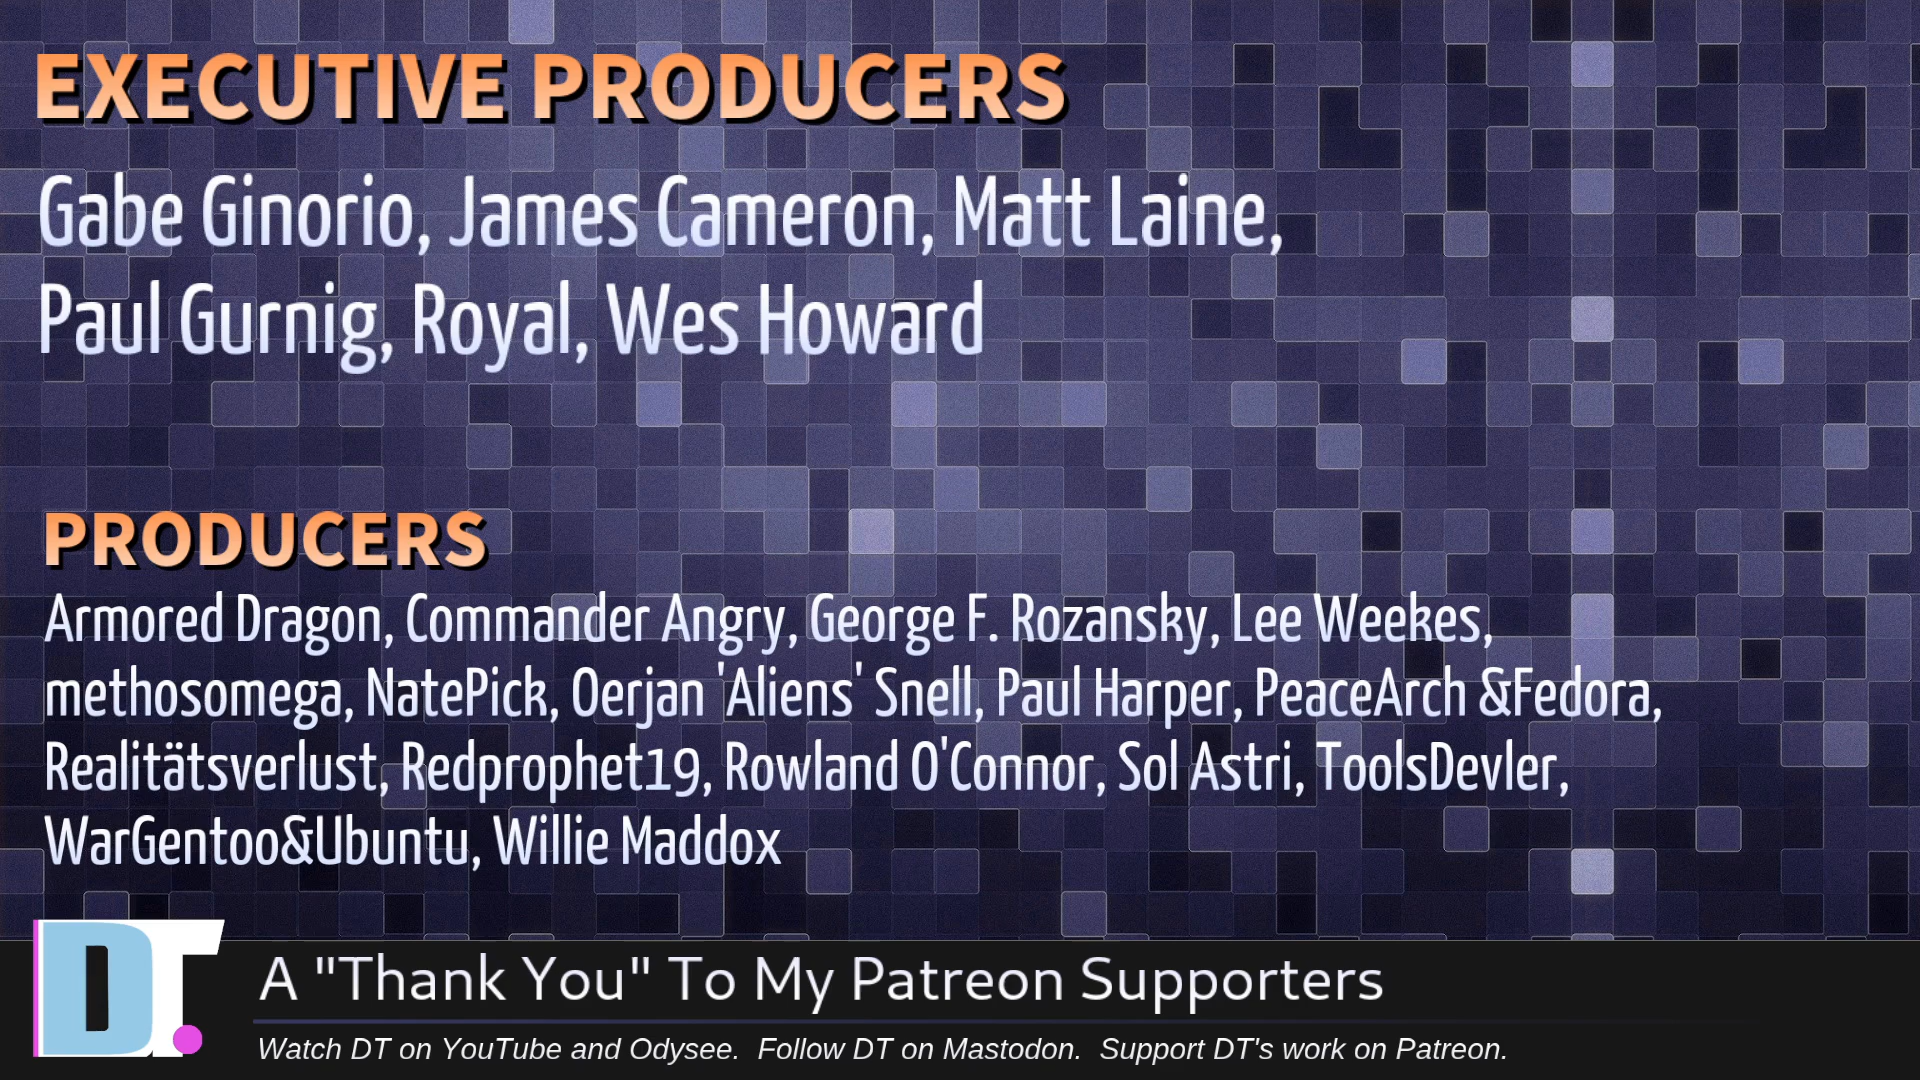 EXECUTIVE PRODUCERS
Gabe Ginorio, James Cameron, Matt Laine,
Paul Gurnig, Royal, Wes Howard
PRODUCERS
Armored Dragon, Commander Angry, George F. Rozansky, Lee Weekes,
methosomega, NatePick, Oerjan 'Aliens' Snell, Paul Harper, PeaceArch &Fedora,
Realitätsverlust, Redprophet19, Rowland O'Connor, Sol Astri, ToolsDevler,
WarGentoo&Ubuntu, Willie Maddox
DT.
A "Thank You" To My Patreon Supporters
Watch DT on YouTube and Odysee.  Follow DT on Mastodon.  Support DT's work on Patreon.